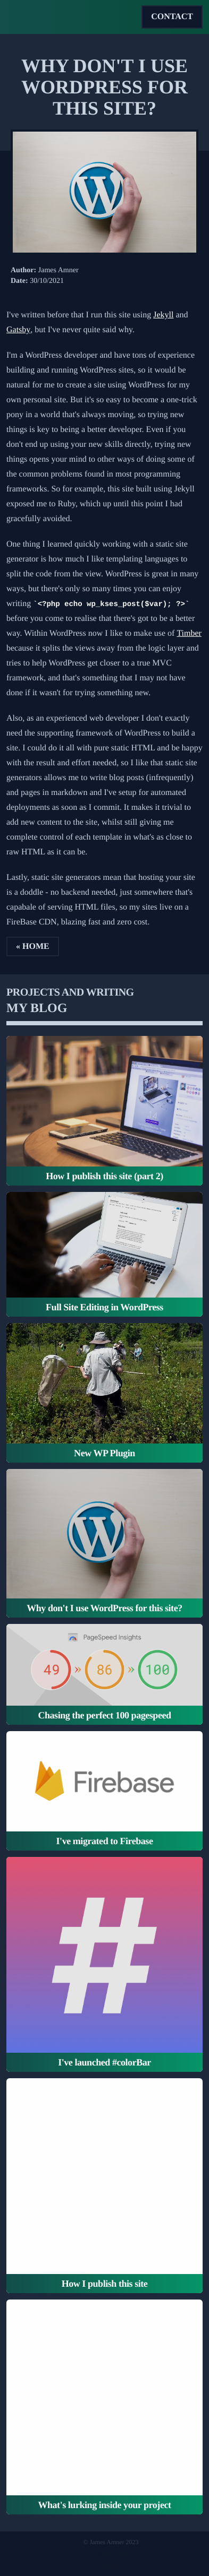 CONTACT
WHY DON'T I USE
WORDPRESS FOR
THIS SITE?
Author: James Amner
Date: 30/10/2021
I've written before that I run this site using Jekyll and
Gatsby, but I've never quite said why.
I'm a WordPress developer and have tons of experience
building and running WordPress sites, so it would be
natural for me to create a site using WordPress for my
own personal site. But it's so easy to become a one-trick
pony in a world that's always moving, so trying new
things is key to being a better developer. Even if you
don't end up using your new skills directly, trying new
things opens your mind to other ways of doing some of
the common problems found in most programming
frameworks. So for example, this site built using Jekyll
exposed me to Ruby, which up until this point I had
gracefully avoided.
One thing I learned quickly working with a static site
generator is how much I like templating languages to
split the code from the view. WordPress is great in many
ways, but there's only so many times you can enjoy
writing `<?php echo wp_kses_post($var); ?>`
before you come to realise that there's got to be a better
way. Within WordPress now I like to make use of Timber
because it splits the views away from the logic layer and
tries to help WordPress get closer to a true MVC
framework, and that's something that I may not have
done if it wasn't for trying something new.
Also, as an experienced web developer I don't exactly
need the supporting framework of WordPress to build a
site. I could do it all with pure static HTML and be happy
with the result and effort needed, so I like that static site
generators allows me to write blog posts (infrequently)
and pages in markdown and I've setup for automated
deployments as soon as I commit. It makes it trivial to
add new content to the site, whilst still giving me
complete control of each template in what's as close to
raw HTML as it can be.
Lastly, static site generators mean that hosting your site
is a doddle - no backend needed, just somewhere that's
capable of serving HTML files, so my sites live on a
FireBase CDN, blazing fast and zero cost.
« HOME
PROJECTS AND WRITING
MY BLOG
How I publish this site (part 2)
Full Site Editing in WordPress
New WP Plugin
Why don't I use WordPress for this site?
PageSpeed Insights
49 » 86 » 100
Chasing the perfect 100 pagespeed
Firebase
I've migrated to Firebase
#
I've launched #colorBar
How I publish this site
What's lurking inside your project
© James Amner 2023